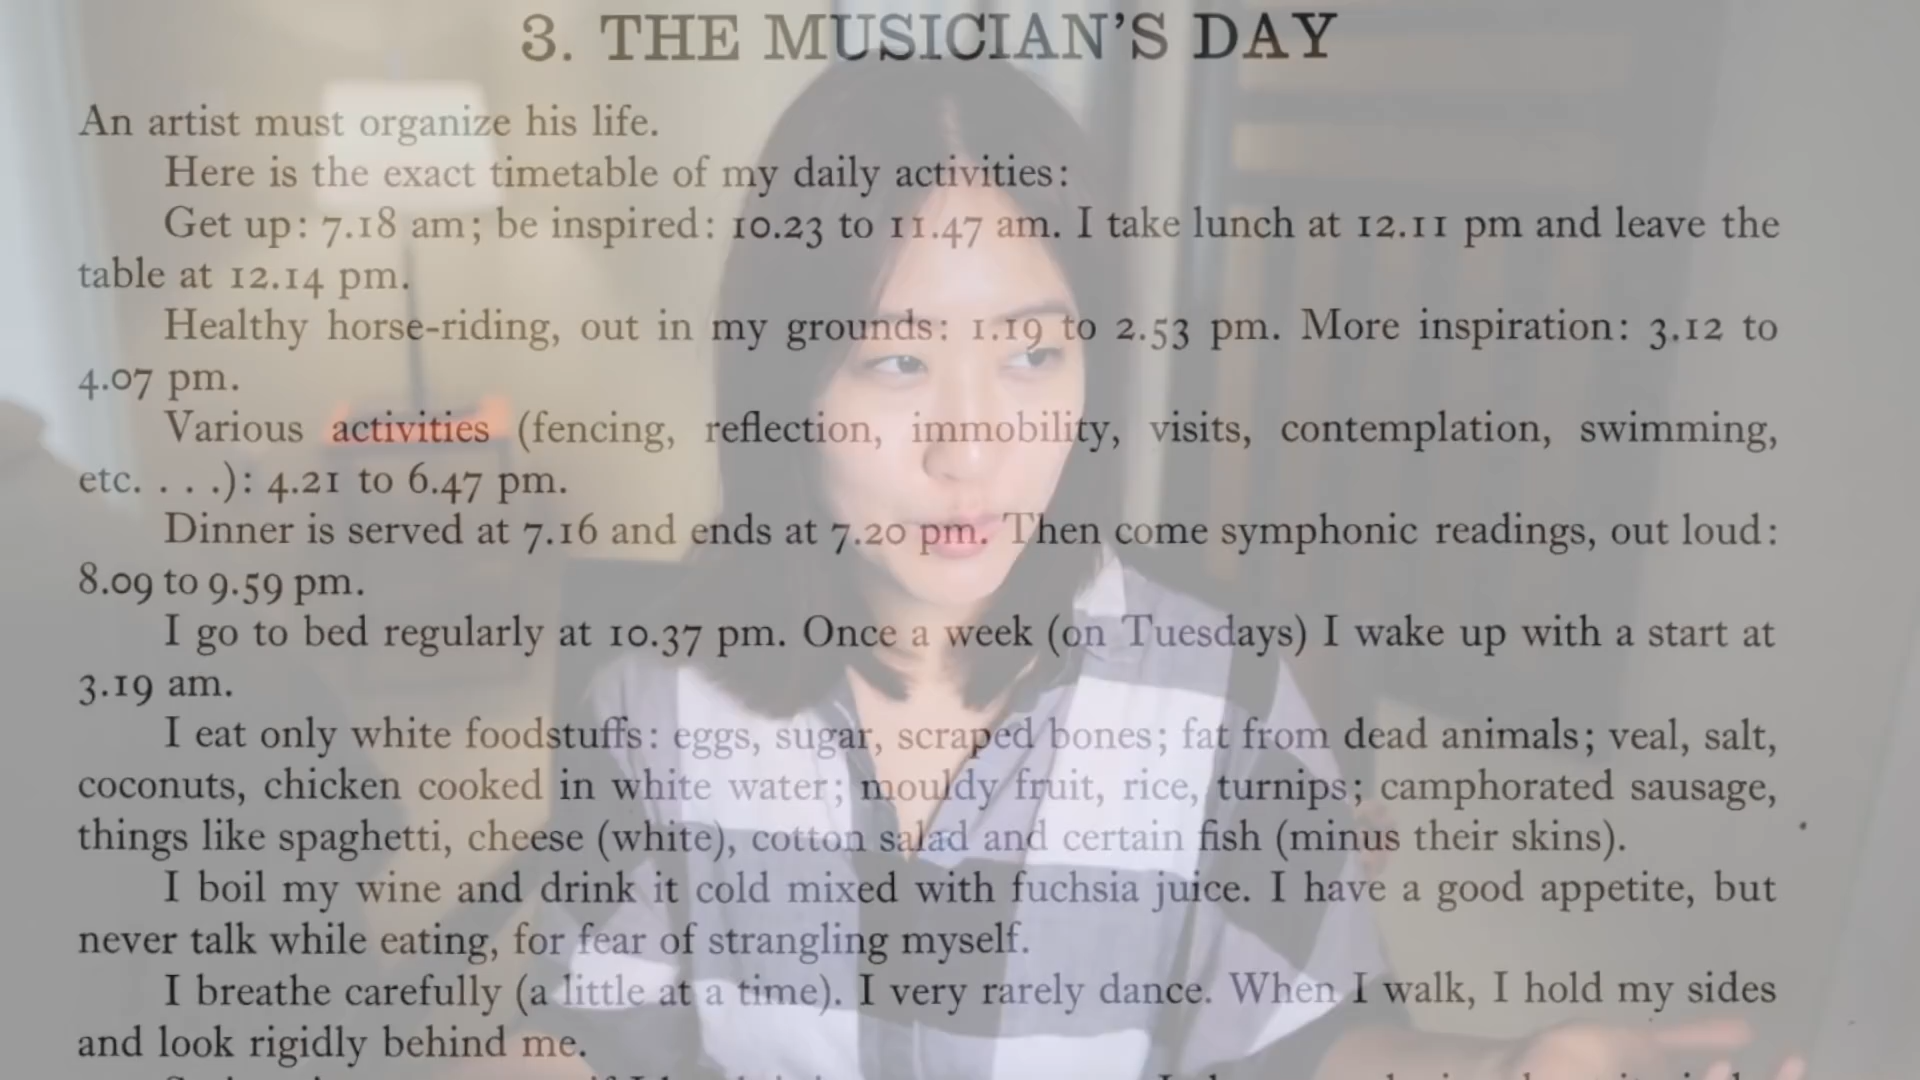 3. THE MUSICIAN'S DAY
An artist must organize his life.
Here is the exact timetable of my daily activities:
Get up: 7.18 am; be inspired: 10.23 to 11.47 am. I take lunch at 12.11 pm and leave the
table at 12.14 pm.
Healthy horse-riding, out in my grounds: 1.19 to 2.53 pm. More inspiration: 3.12 to
4.07 pm.
Various activities (fencing, reflection, immobility, visits, contemplation, swimming,
etc. . . .): 4.21 to 6.47 pm.
Dinner is served at 7.16 and ends at 7.20 pm. Then come symphonic readings, out loud:
8.09 to 9.59 pm.
I go to bed regularly at 10.37 pm. Once a week (on Tuesdays) I wake up with a start at
3.19 am.
I eat only white foodstuffs: eggs, sugar, scraped bones; fat from dead animals; veal, salt,
coconuts, chicken cooked in white water; mouldy fruit, rice, turnips; camphorated sausage,
things like spaghetti, cheese (white), cotton salad and certain fish (minus their skins).
I boil my wine and drink it cold mixed with fuchsia juice. I have a good appetite, but
never talk while eating, for fear of strangling myself.
I breathe carefully (a little at a time). I very rarely dance. When I walk, I hold my sides
and look rigidly behind me.